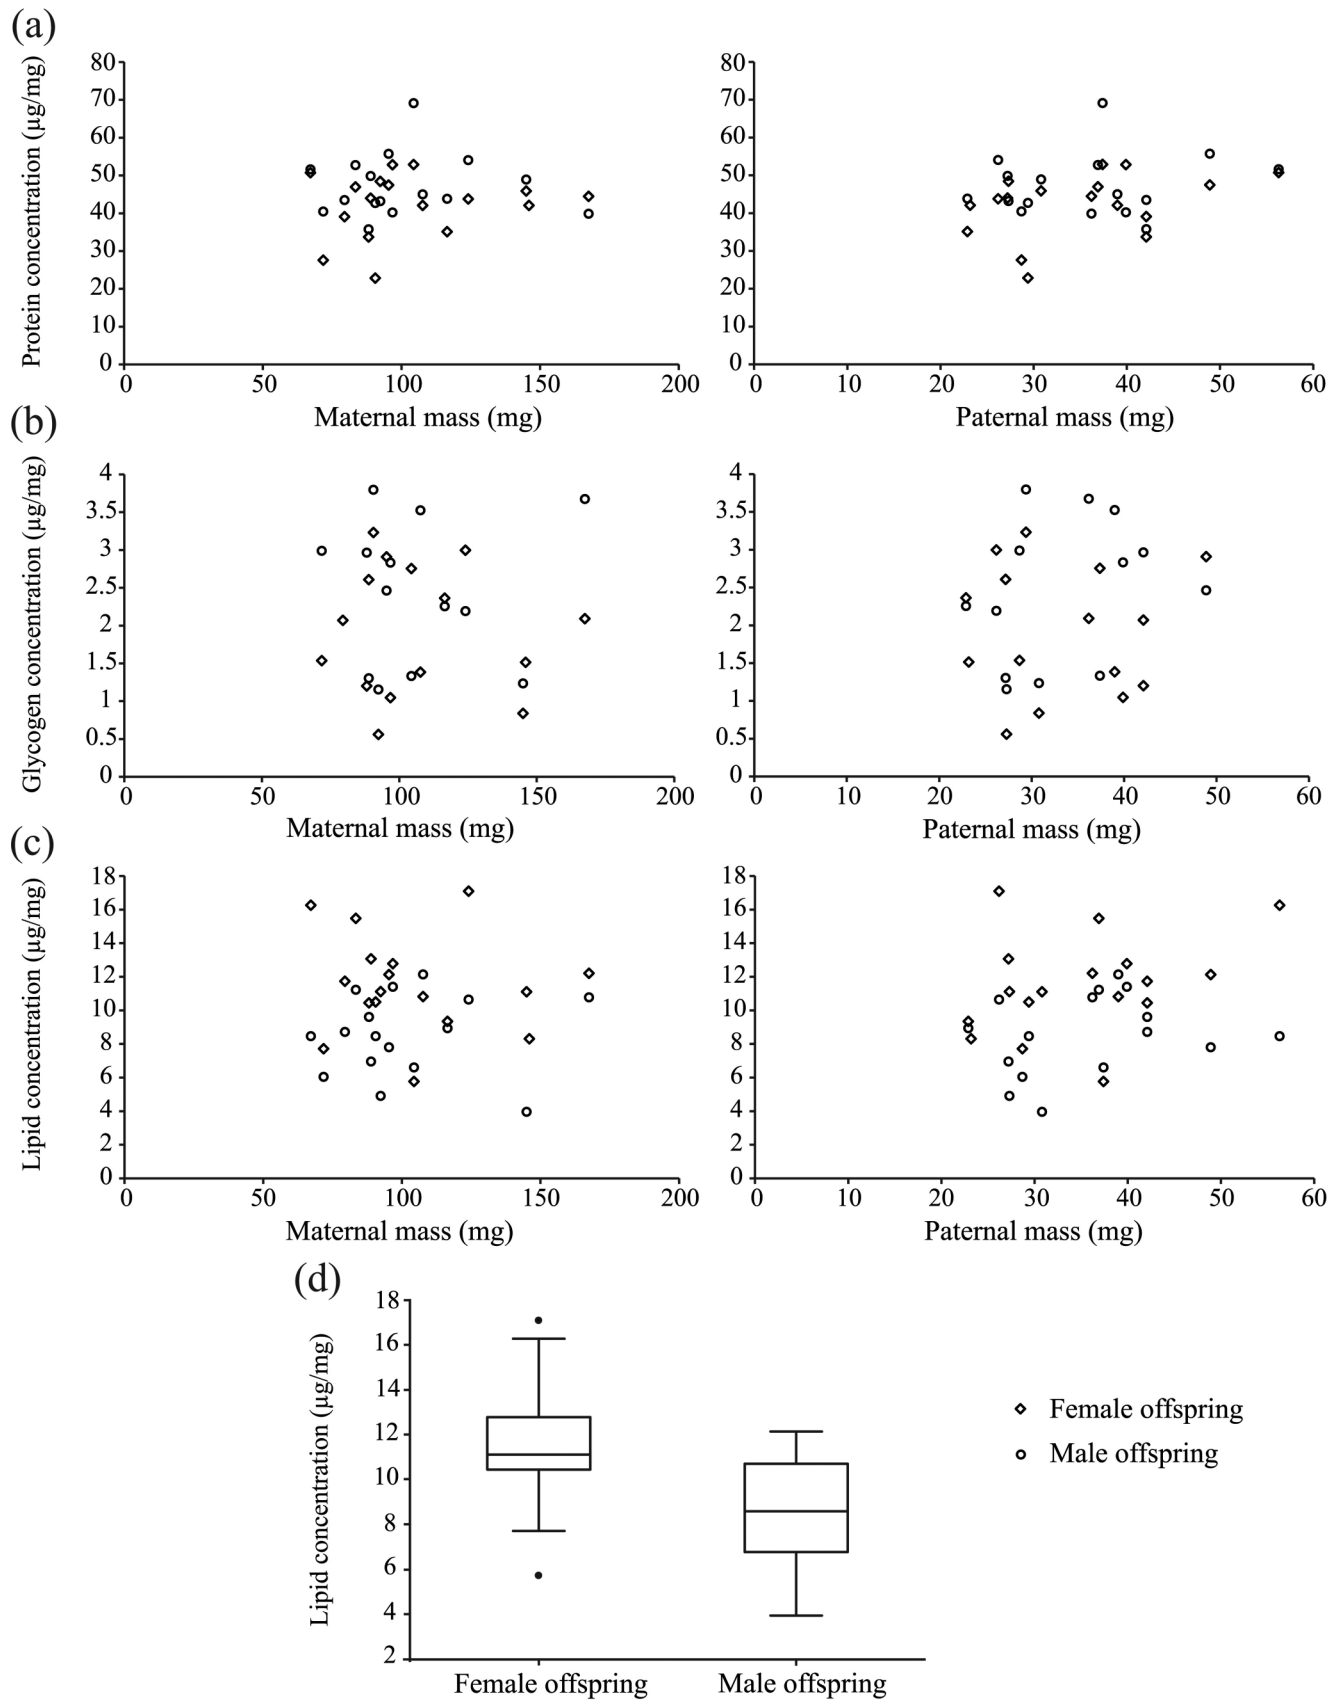 (a)
Protein concentration (µg/mg)
80
70
60
50
40
30
20
10
0
0 50 100 150 200
Maternal mass (mg)
80
70
60
50
40
30
20
10
0
0 10 20 30 40 50 60
Paternal mass (mg)
(b)
Glycogen concentration (µg/mg)
4
3.5
3
2.5
2
1.5
1
0.5
0
0 50 100 150 200
Maternal mass (mg)
4
3.5
3
2.5
2
1.5
1
0.5
0
0 10 20 30 40 50 60
Paternal mass (mg)
(c)
Lipid concentration (µg/mg)
18
16
14
12
10
8
6
4
2
0
0 50 100 150 200
Maternal mass (mg)
18
16
14
12
10
8
6
4
2
0
0 10 20 30 40 50 60
Paternal mass (mg)
(d)
Lipid concentration (µg/mg)
18
16
14
12
10
8
6
4
2
Female offspring Male offspring
Female offspring
Male offspring